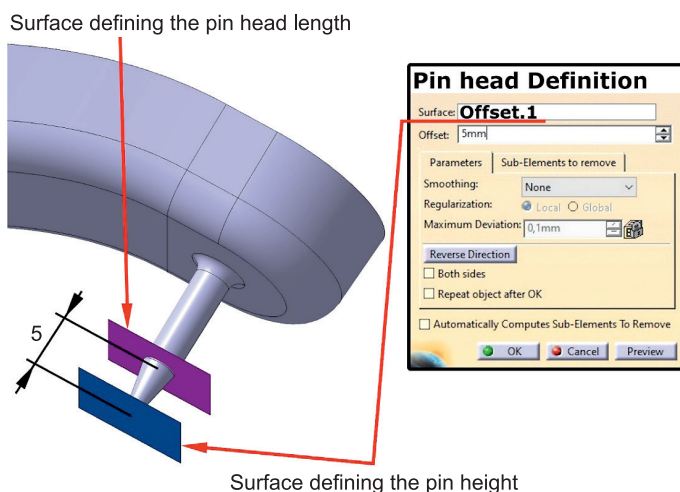 Surface defining the pin head length
Pin head Definition
Surface: Offset.1
Offset: 5mm
Parameters Sub-Elements to remove
Smoothing: None
Regularization: Local Global
Maximum Deviation: 0,1mm
Reverse Direction
Both sides
Repeat object after OK
Automatically Computes Sub-Elements To Remove
OK Cancel Preview
5
Surface defining the pin height